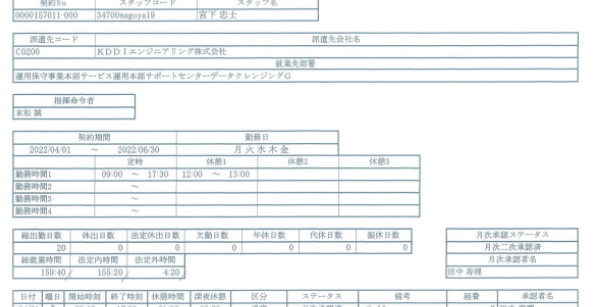 契約No. スタッフコード スタッフ名
0000157011-000 34700nagoya19 宮下 忠士
派遣先コード 派遣先会社名
C0200 KDDIエンジニアリング株式会社
就業先部署
運用保守事業本部サービス運用本部サポートセンターデータクレンジングG
指揮命令者
末松 誠
契約期間 勤務日
2022/04/01 ~ 2022/06/30 月火水木金
定時 休憩1 休憩2 休憩3
勤務時間1 09:00 ~ 17:30 12:00 ~ 13:00
勤務時間2 ~
勤務時間3 ~
勤務時間4 ~
総出勤日数 休出日数 法定休出日数 欠勤日数 年休日数 代休日数 振休日数 月次承認ステータス
20 0 0 0 0 0 0 月次二次承認済
総就業時間 法定内時間 法定外時間 月次承認者名
159:40 155:20 4:20 田中 寿理
日付 曜日 開始時刻 終了時刻 休憩時間 深夜休憩 区分 ステータス 備考 経費 承認者名